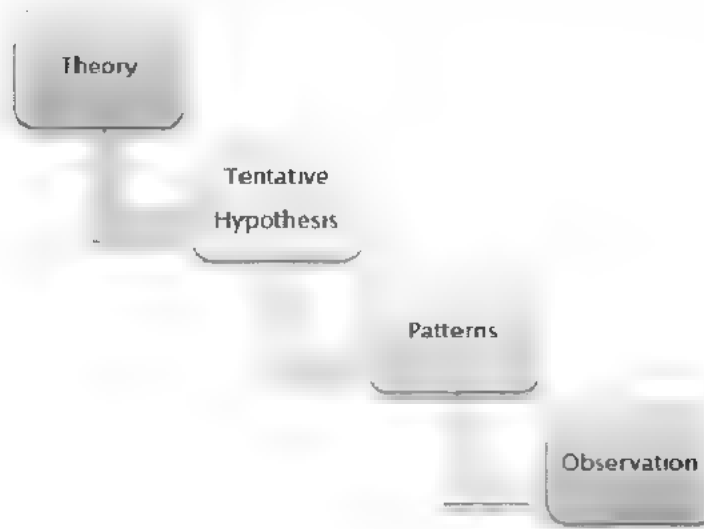 Theory
Tentative
Hypothesis
Patterns
Observation